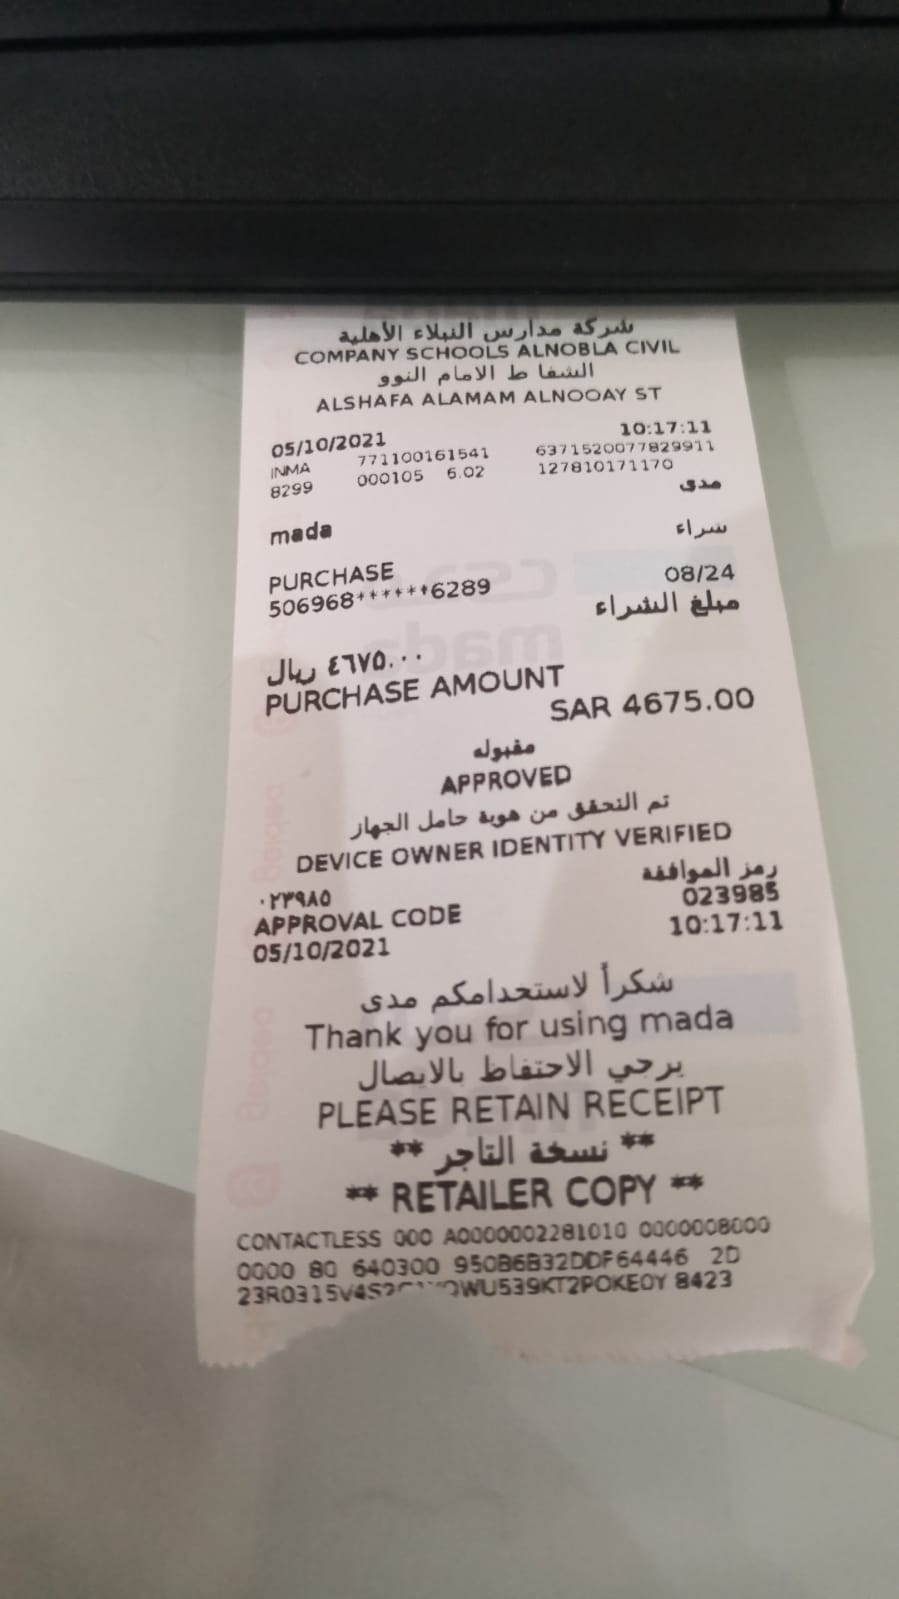 شركة مدارس النبلاء الأهلية
COMPANY SCHOOLS ALNOBLA CIVIL
الشفا ط الامام النوو
ALSHAFA ALAMAM ALNOOAY ST
05/10/2021 10:17:11
INMA 771100161541 6371520077829911
8299 000105 6.02 127810171170
مدى
mada
شراء
PURCHASE
506968******6289 08/24
مبلغ الشراء
٤٦٧٥.٠٠ ريال
PURCHASE AMOUNT
SAR 4675.00
مقبوله
APPROVED
تم التحقق من هوية حامل الجهاز
DEVICE OWNER IDENTITY VERIFIED
رمز الموافقة
٠٢٣٩٨٥ 023985
APPROVAL CODE
05/10/2021 10:17:11
شكراً لاستخدامكم مدى
Thank you for using mada
يرجي الاحتفاظ بالايصال
PLEASE RETAIN RECEIPT
** نسخة التاجر **
** RETAILER COPY **
CONTACTLESS 000 A0000002281010 0000008000
0000 80 640300 950B6B32DDF64446 2D
8423